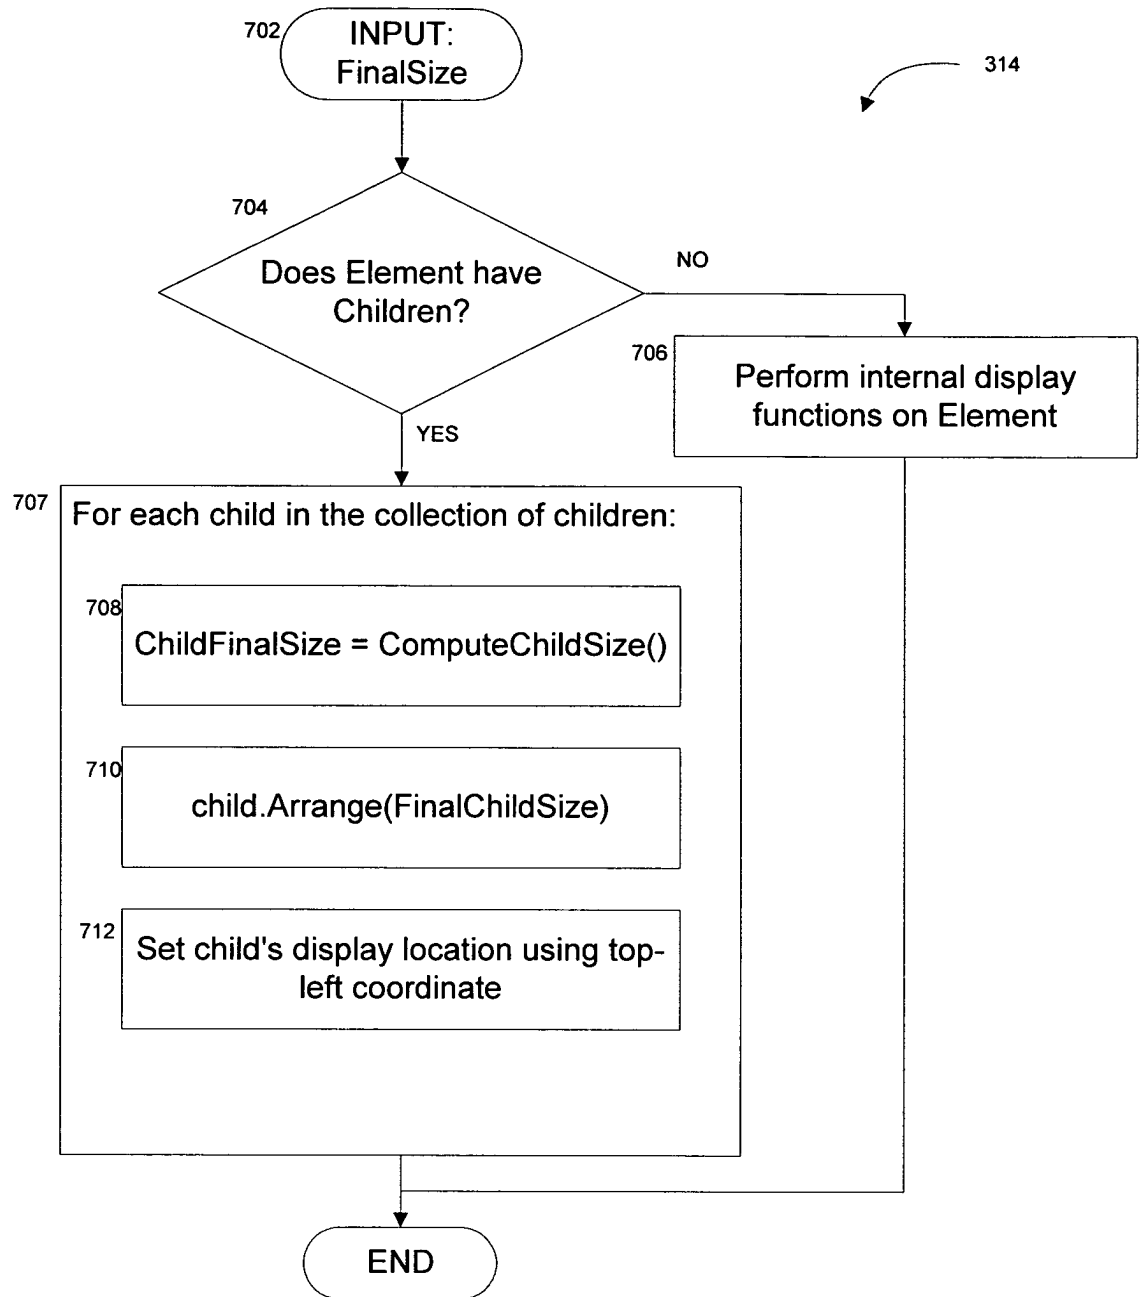 702
INPUT:
FinalSize
314
704
Does Element have
Children?
NO
706
Perform internal display
functions on Element
YES
707
For each child in the collection of children:
708
ChildFinalSize = ComputeChildSize()
710
child.Arrange(FinalChildSize)
712
Set child's display location using top-
left coordinate
END